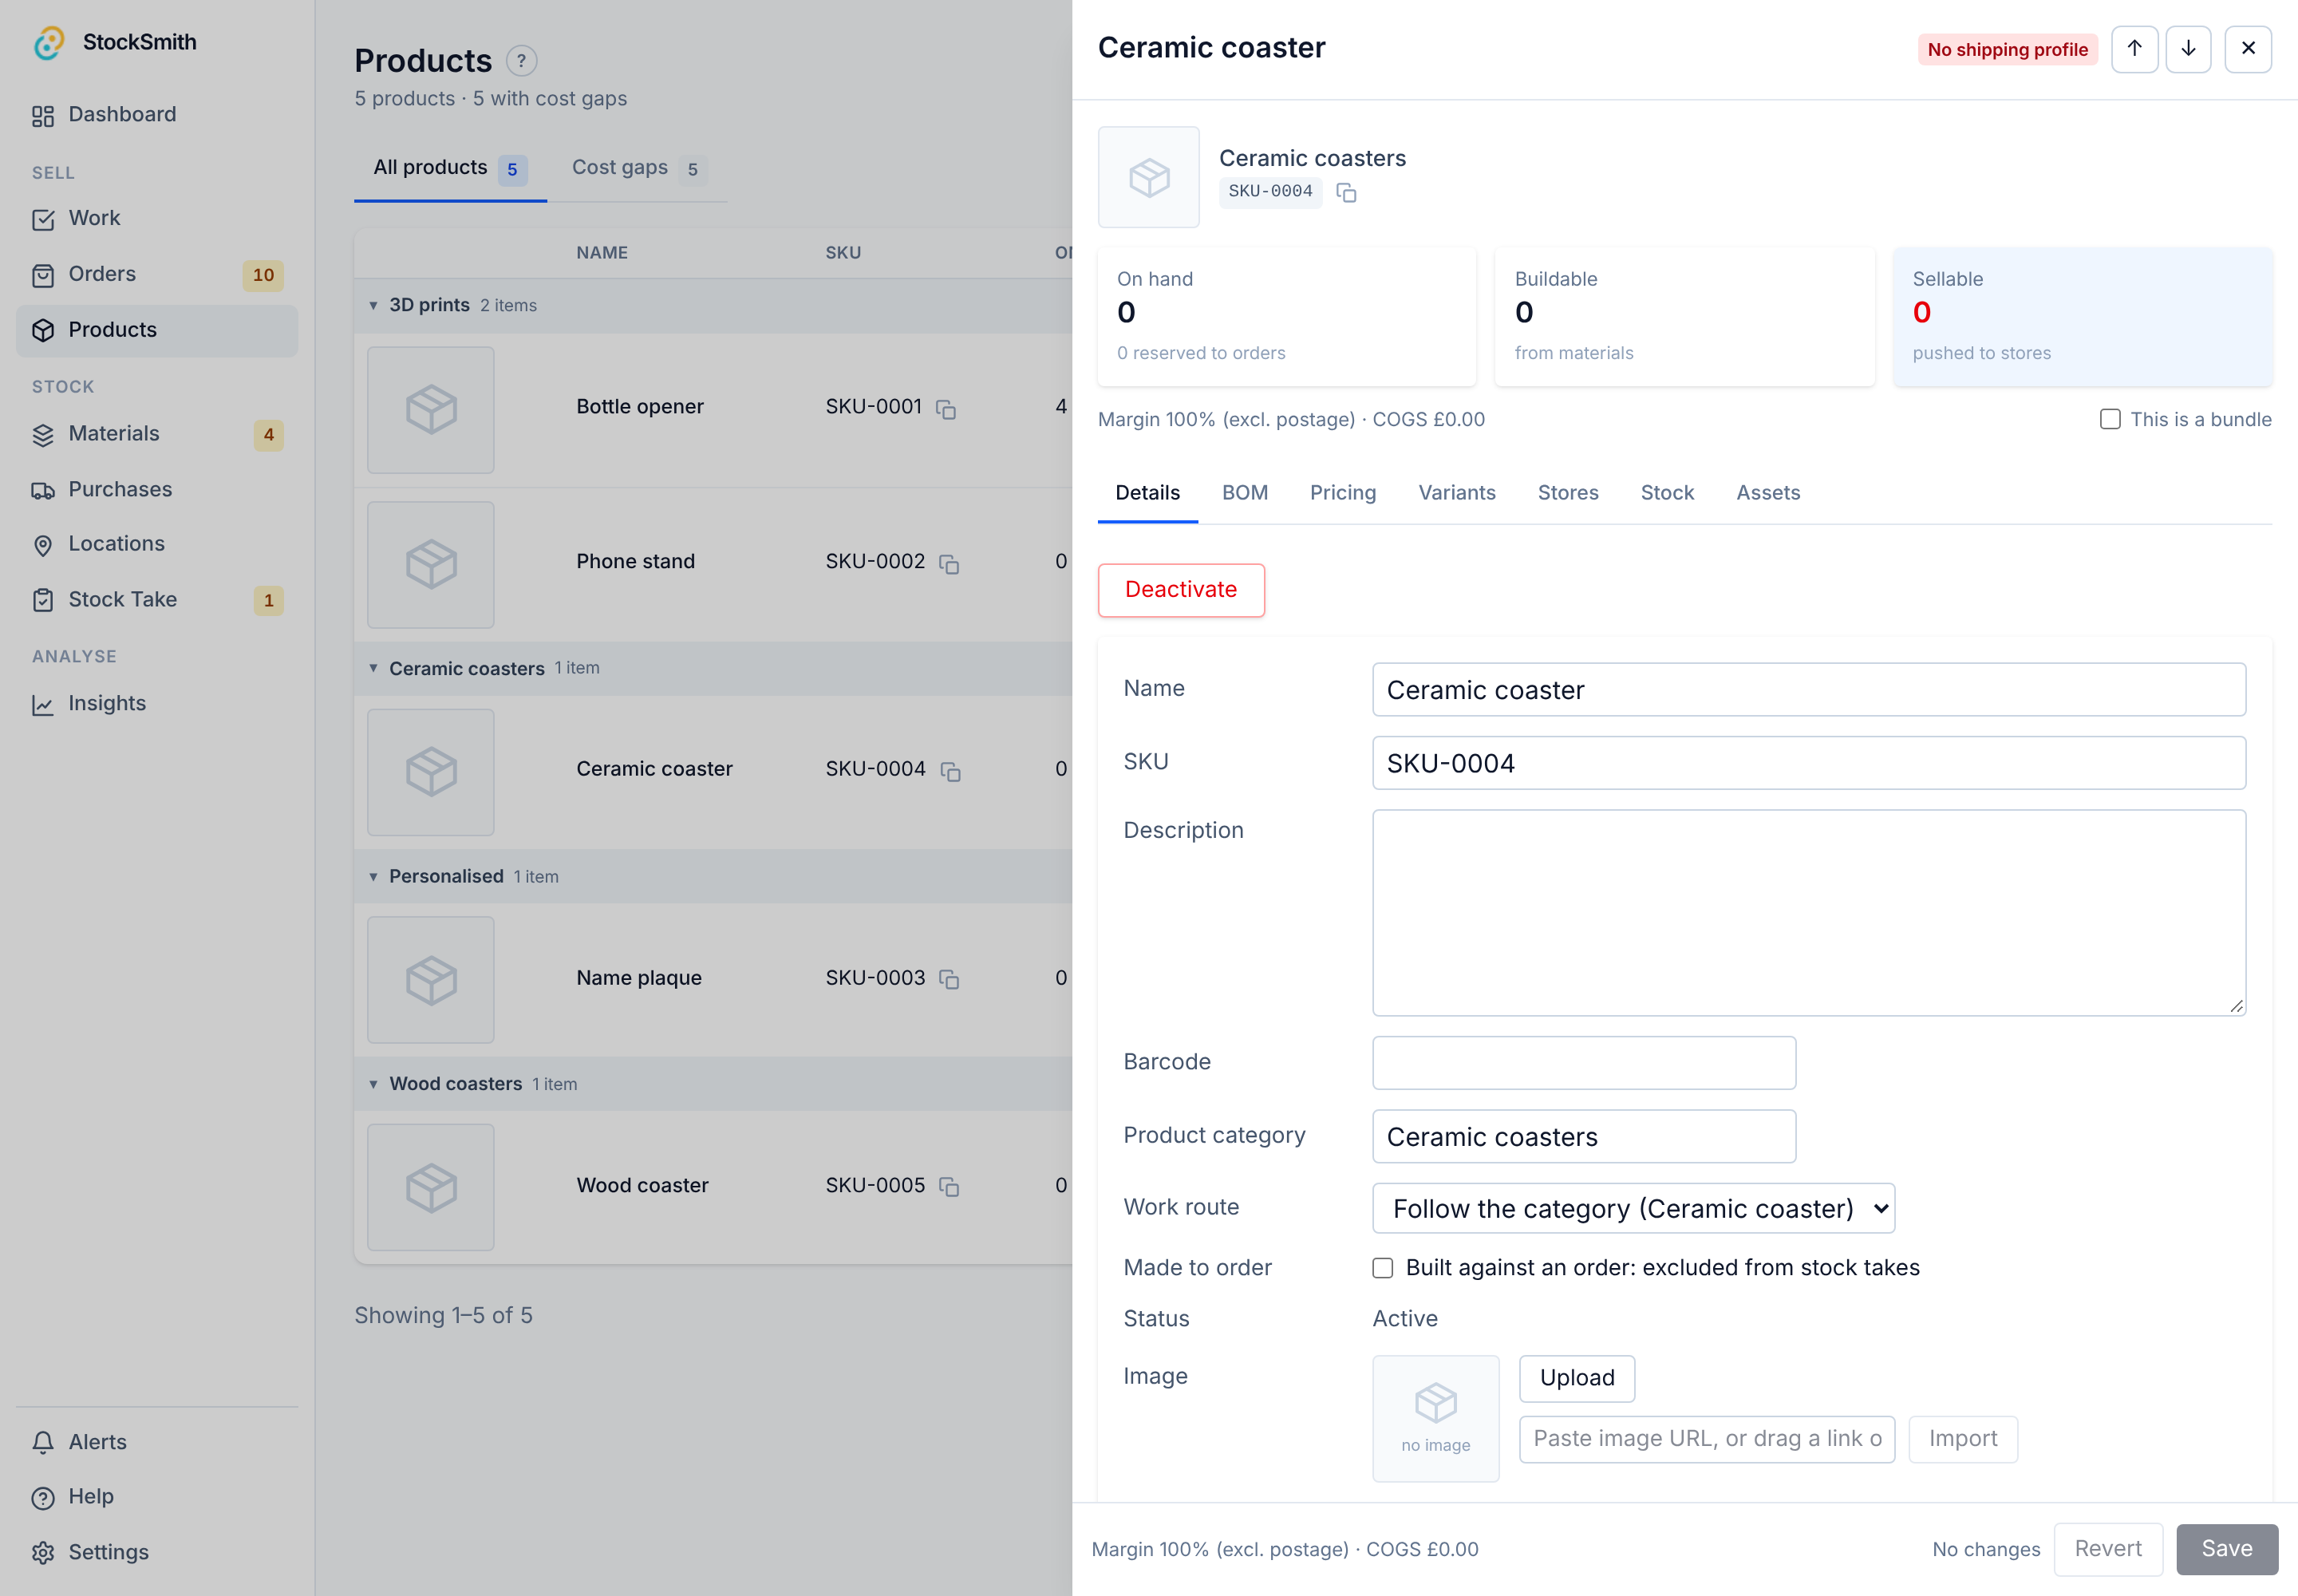 StockSmith
Dashboard
SELL
Work
Orders 10
Products
STOCK
Materials 4
Purchases
Locations
Stock Take 1
ANALYSE
Insights
Alerts
Help
Settings
Products ?
5 products · 5 with cost gaps
All products 5 Cost gaps 5
NAME SKU
3D prints 2 items
Bottle opener SKU-0001 4
Phone stand SKU-0002 0
Ceramic coasters 1 item
Ceramic coaster SKU-0004 0
Personalised 1 item
Name plaque SKU-0003 0
Wood coasters 1 item
Wood coaster SKU-0005 0
Showing 1–5 of 5
Ceramic coaster No shipping profile
Ceramic coasters
SKU-0004
On hand
0
0 reserved to orders
Buildable
0
from materials
Sellable
0
pushed to stores
Margin 100% (excl. postage) · COGS £0.00 This is a bundle
Details BOM Pricing Variants Stores Stock Assets
Deactivate
Name Ceramic coaster
SKU SKU-0004
Description
Barcode
Product category Ceramic coasters
Work route Follow the category (Ceramic coaster)
Made to order Built against an order: excluded from stock takes
Status Active
Image no image Upload
Paste image URL, or drag a link o Import
Margin 100% (excl. postage) · COGS £0.00 No changes Revert Save